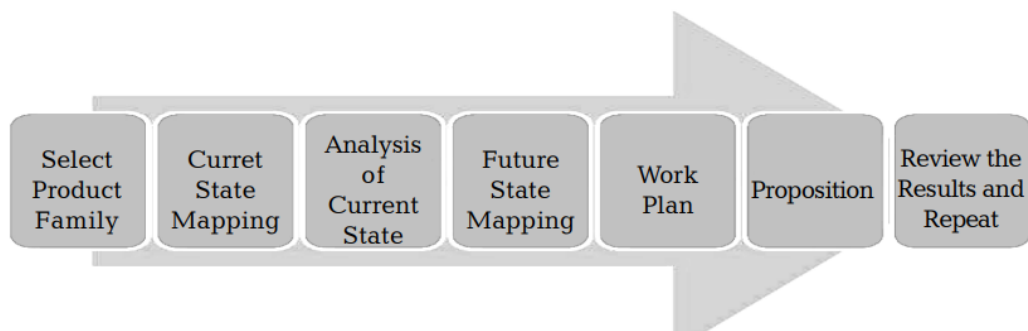 Select
Product
Family
Curret
State
Mapping
Analysis
of
Current
State
Future
State
Mapping
Work
Plan
Proposition
Review the
Results and
Repeat